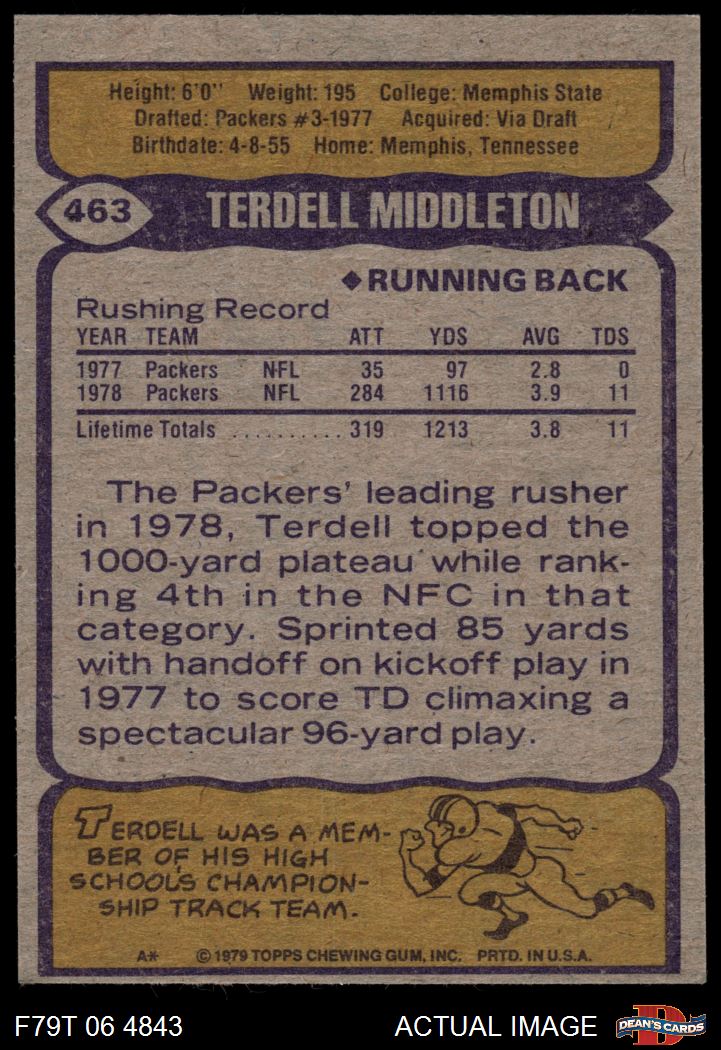 Height: 6'0" Weight: 195 College: Memphis State
Drafted: Packers #3-1977 Acquired: Via Draft
Birthdate: 4-8-55 Home: Memphis, Tennessee
463 TERDELL MIDDLETON
◆RUNNING BACK
Rushing Record
YEAR TEAM ATT YDS AVG TDS
1977 Packers NFL 35 97 2.8 0
1978 Packers NFL 284 1116 3.9 11
Lifetime Totals .......... 319 1213 3.8 11
The Packers' leading rusher
in 1978, Terdell topped the
1000-yard plateau while rank-
ing 4th in the NFC in that
category. Sprinted 85 yards
with handoff on kickoff play in
1977 to score TD climaxing a
spectacular 96-yard play.
TERDELL WAS A MEM-
BER OF HIS HIGH
SCHOOL'S CHAMPION-
SHIP TRACK TEAM.
A* © 1979 TOPPS CHEWING GUM, INC. PRTD. IN U.S.A.
F79T 06 4843 ACTUAL IMAGE D DEAN'S CARDS